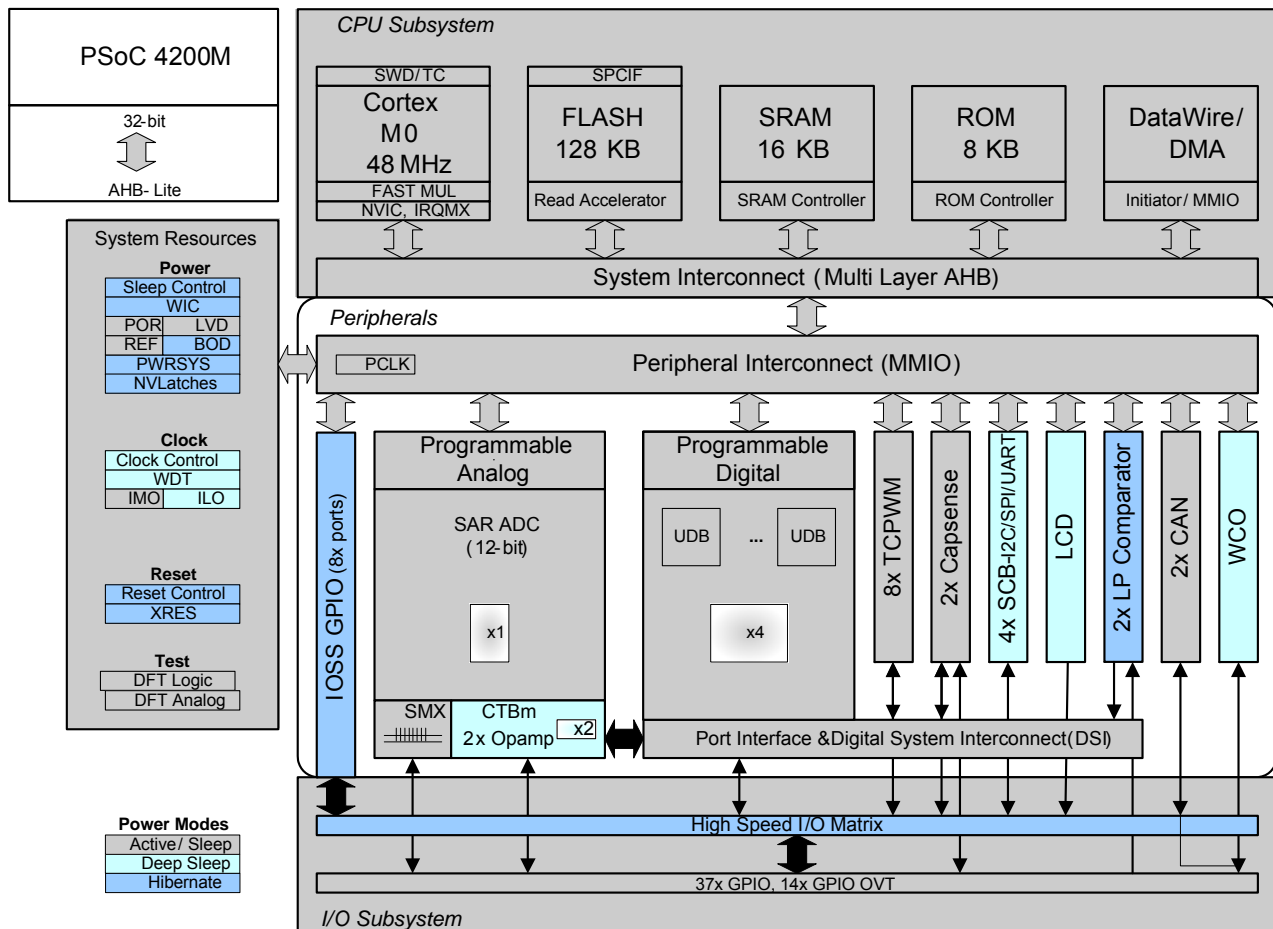 PSoC 4200M
32-bit
AHB- Lite
CPU Subsystem
SWD/TC
Cortex
M0
48 MHz
FAST MUL
NVIC, IRQMX
SPCIF
FLASH
128 KB
Read Accelerator
SRAM
16 KB
SRAM Controller
ROM
8 KB
ROM Controller
DataWire/
DMA
Initiator/ MMIO
System Interconnect (Multi Layer AHB)
System Resources
Power
Sleep Control
WIC
POR
LVD
REF
BOD
PWRSYS
NVLatches
Clock
Clock Control
WDT
IMO
ILO
Reset
Reset Control
XRES
Test
DFT Logic
DFT Analog
Peripherals
PCLK
Peripheral Interconnect (MMIO)
IOSS GPIO (8x ports)
Programmable
Analog
SAR ADC
(12-bit)
x1
SMX
CTBm
2x Opamp
x2
Programmable
Digital
UDB
...
UDB
x4
8x TCPWM
2x Capsense
4x SCB-I2C/SPI/UART
LCD
2x LP Comparator
2x CAN
WCO
Port Interface &Digital System Interconnect(DSI)
High Speed I/O Matrix
37x GPIO, 14x GPIO OVT
I/O Subsystem
Power Modes
Active/ Sleep
Deep Sleep
Hibernate